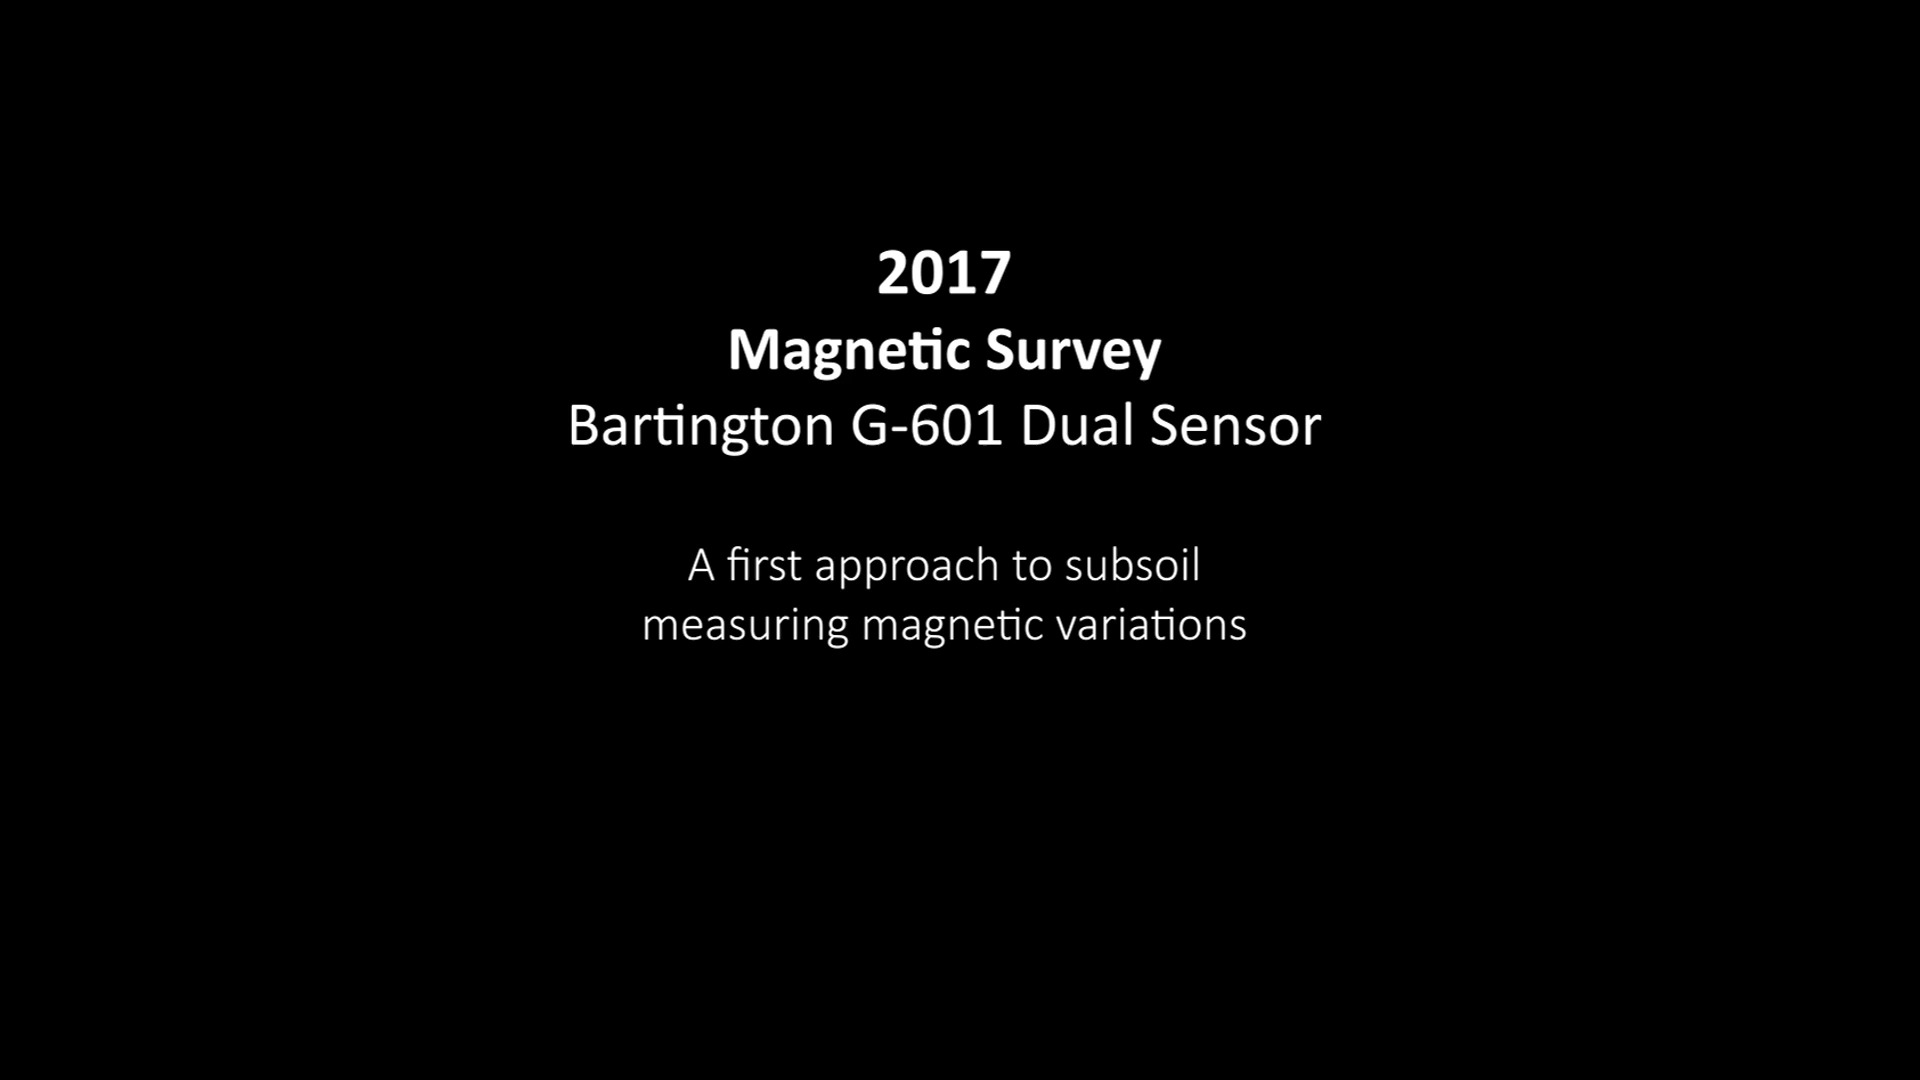 2017
Magnetic Survey
Bartington G-601 Dual Sensor
A first approach to subsoil
measuring magnetic variations